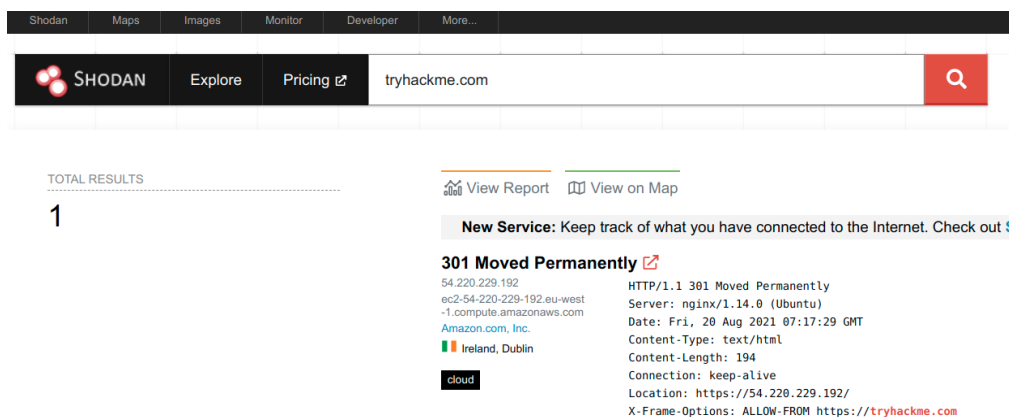 Shodan Maps Images Monitor Developer More...
SHODAN Explore Pricing tryhackme.com
TOTAL RESULTS
1
View Report View on Map
New Service: Keep track of what you have connected to the Internet. Check out
301 Moved Permanently
54.220.229.192
ec2-54-220-229-192.eu-west
-1.compute.amazonaws.com
Amazon.com, Inc.
Ireland, Dublin
cloud
HTTP/1.1 301 Moved Permanently
Server: nginx/1.14.0 (Ubuntu)
Date: Fri, 20 Aug 2021 07:17:29 GMT
Content-Type: text/html
Content-Length: 194
Connection: keep-alive
Location: https://54.220.229.192/
X-Frame-Options: ALLOW-FROM https://tryhackme.com